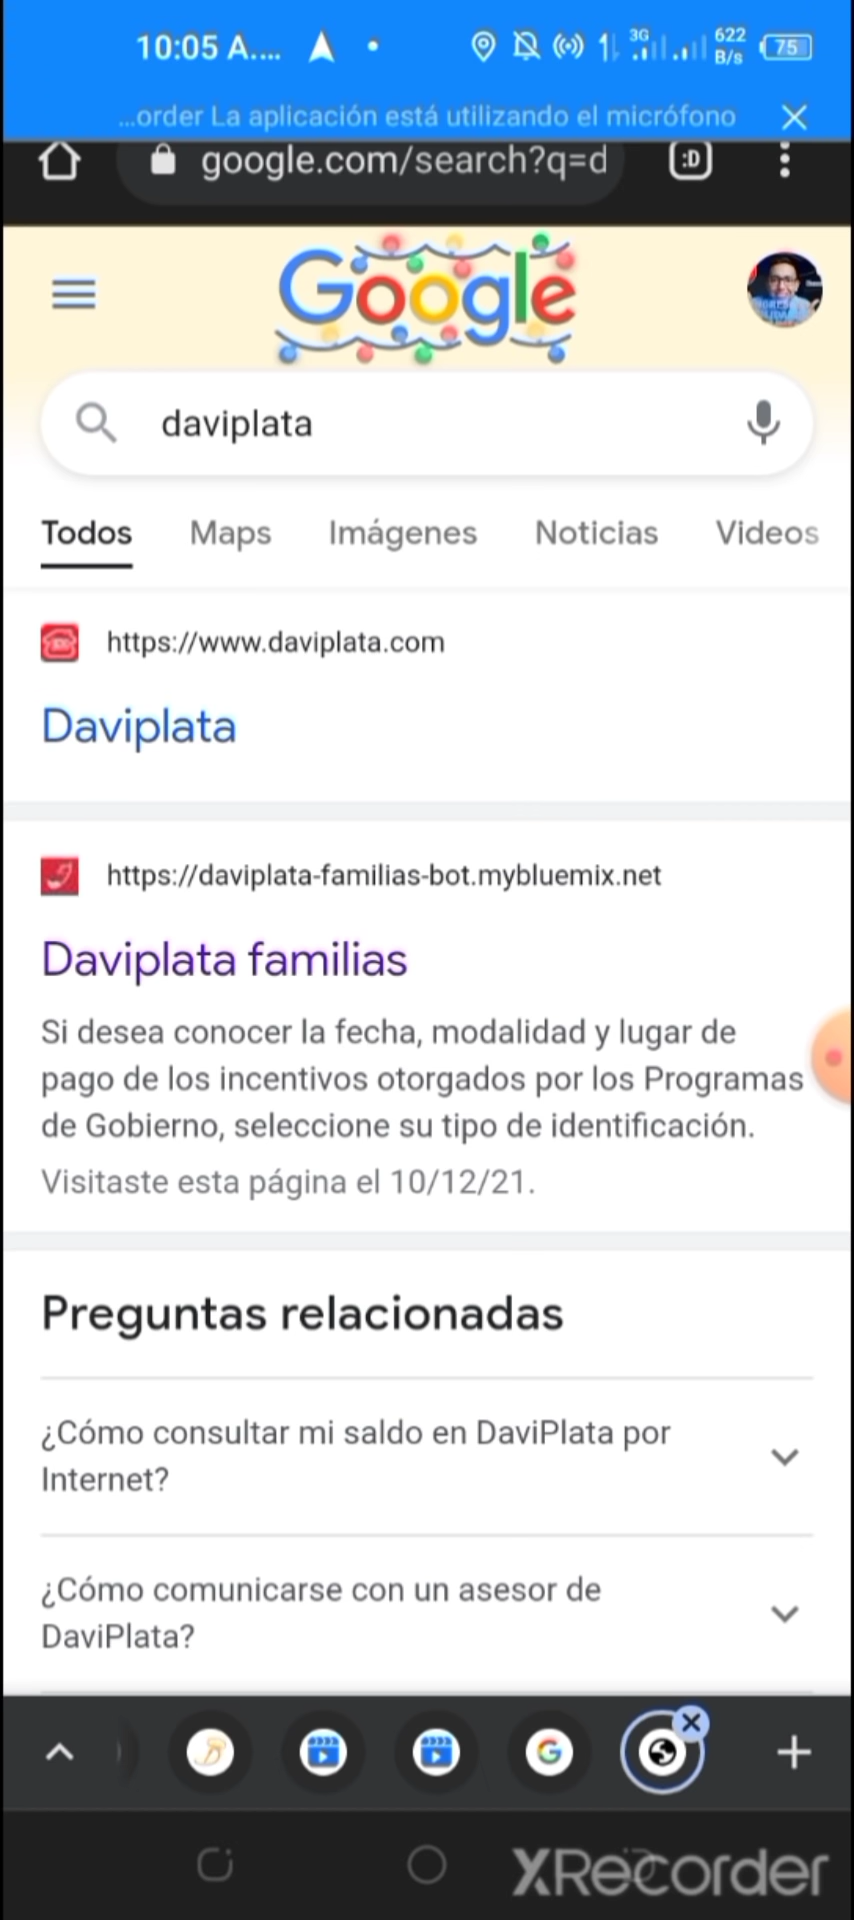 10:05 A....
3G
622
B/s
75
...order La aplicación está utilizando el micrófono
google.com/search?q=d
:D
Google
daviplata
Todos Maps Imágenes Noticias Videos
https://www.daviplata.com
Daviplata
https://daviplata-familias-bot.mybluemix.net
Daviplata familias
Si desea conocer la fecha, modalidad y lugar de
pago de los incentivos otorgados por los Programas
de Gobierno, seleccione su tipo de identificación.
Visitaste esta página el 10/12/21.
Preguntas relacionadas
¿Cómo consultar mi saldo en DaviPlata por
Internet?
¿Cómo comunicarse con un asesor de
DaviPlata?
XRecorder